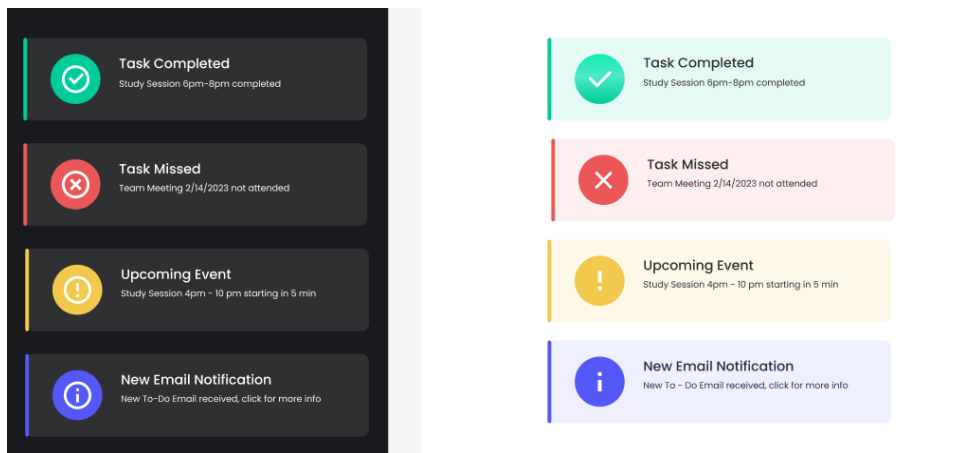 Task Completed
Study Session 6pm-8pm completed
Task Missed
Team Meeting 2/14/2023 not attended
Upcoming Event
Study Session 4pm - 10 pm starting in 5 min
New Email Notification
New To-Do Email received, click for more info
Task Completed
Study Session 6pm-8pm completed
Task Missed
Team Meeting 2/14/2023 not attended
Upcoming Event
Study Session 4pm - 10 pm starting in 5 min
New Email Notification
New To - Do Email received, click for more info